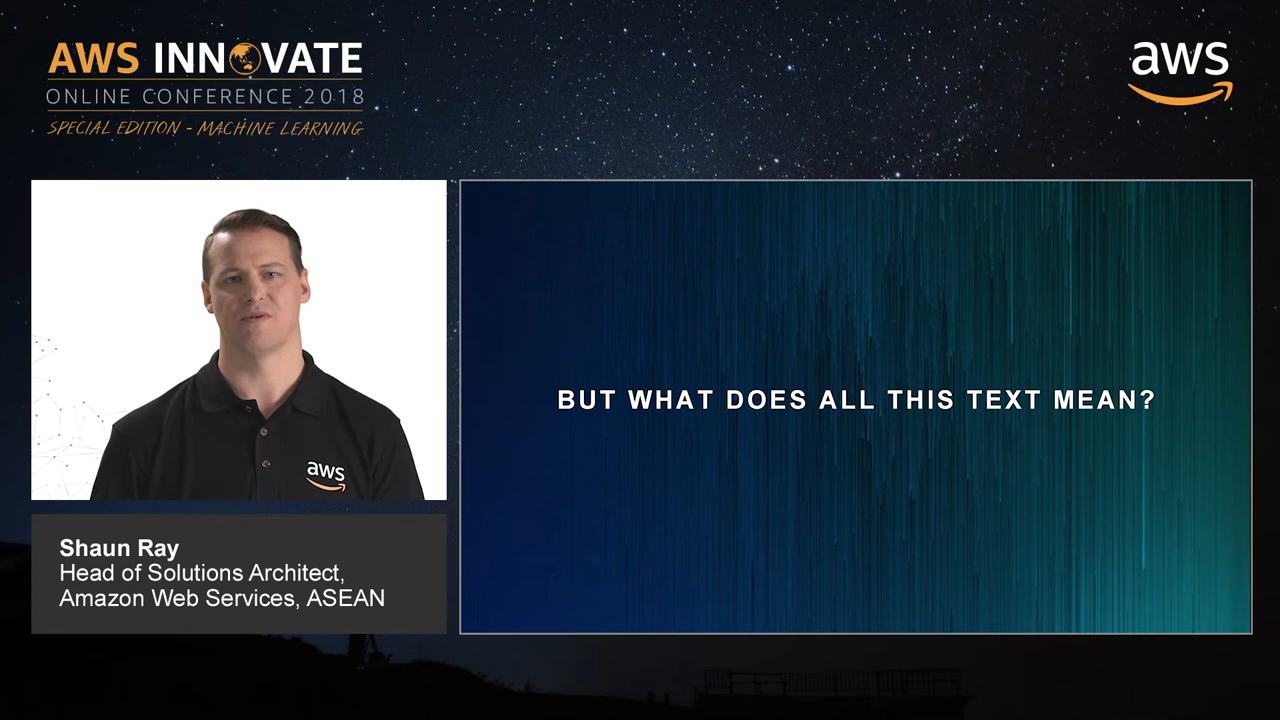 AWS INNOVATE
ONLINE CONFERENCE 2018
SPECIAL EDITION - MACHINE LEARNING
aws
aws
BUT WHAT DOES ALL THIS TEXT MEAN?
Shaun Ray
Head of Solutions Architect,
Amazon Web Services, ASEAN